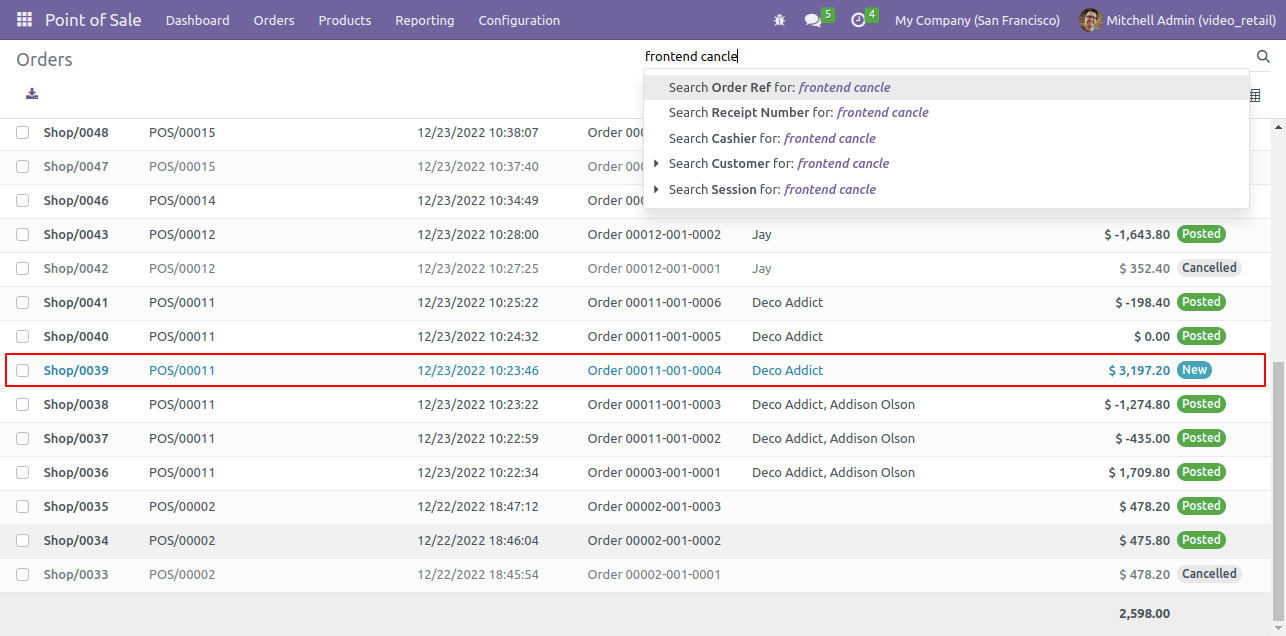 Point of Sale Dashboard Orders Products Reporting Configuration 5 4 My Company (San Francisco) Mitchell Admin (video_retail)
Orders frontend cancle
Search Order Ref for: frontend cancle
Search Receipt Number for: frontend cancle
Search Cashier for: frontend cancle
Search Customer for: frontend cancle
Search Session for: frontend cancle
Shop/0048 POS/00015 12/23/2022 10:38:07 Order 000
Shop/0047 POS/00015 12/23/2022 10:37:40 Order 000
Shop/0046 POS/00014 12/23/2022 10:34:49 Order 000
Shop/0043 POS/00012 12/23/2022 10:28:00 Order 00012-001-0002 Jay $ -1,643.80 Posted
Shop/0042 POS/00012 12/23/2022 10:27:25 Order 00012-001-0001 Jay $ 352.40 Cancelled
Shop/0041 POS/00011 12/23/2022 10:25:22 Order 00011-001-0006 Deco Addict $ -198.40 Posted
Shop/0040 POS/00011 12/23/2022 10:24:32 Order 00011-001-0005 Deco Addict $ 0.00 Posted
Shop/0039 POS/00011 12/23/2022 10:23:46 Order 00011-001-0004 Deco Addict $ 3,197.20 New
Shop/0038 POS/00011 12/23/2022 10:23:22 Order 00011-001-0003 Deco Addict, Addison Olson $ -1,274.80 Posted
Shop/0037 POS/00011 12/23/2022 10:22:59 Order 00011-001-0002 Deco Addict, Addison Olson $ -435.00 Posted
Shop/0036 POS/00011 12/23/2022 10:22:34 Order 00003-001-0001 Deco Addict, Addison Olson $ 1,709.80 Posted
Shop/0035 POS/00002 12/22/2022 18:47:12 Order 00002-001-0003 $ 478.20 Posted
Shop/0034 POS/00002 12/22/2022 18:46:04 Order 00002-001-0002 $ 475.80 Posted
Shop/0033 POS/00002 12/22/2022 18:45:54 Order 00002-001-0001 $ 478.20 Cancelled
2,598.00